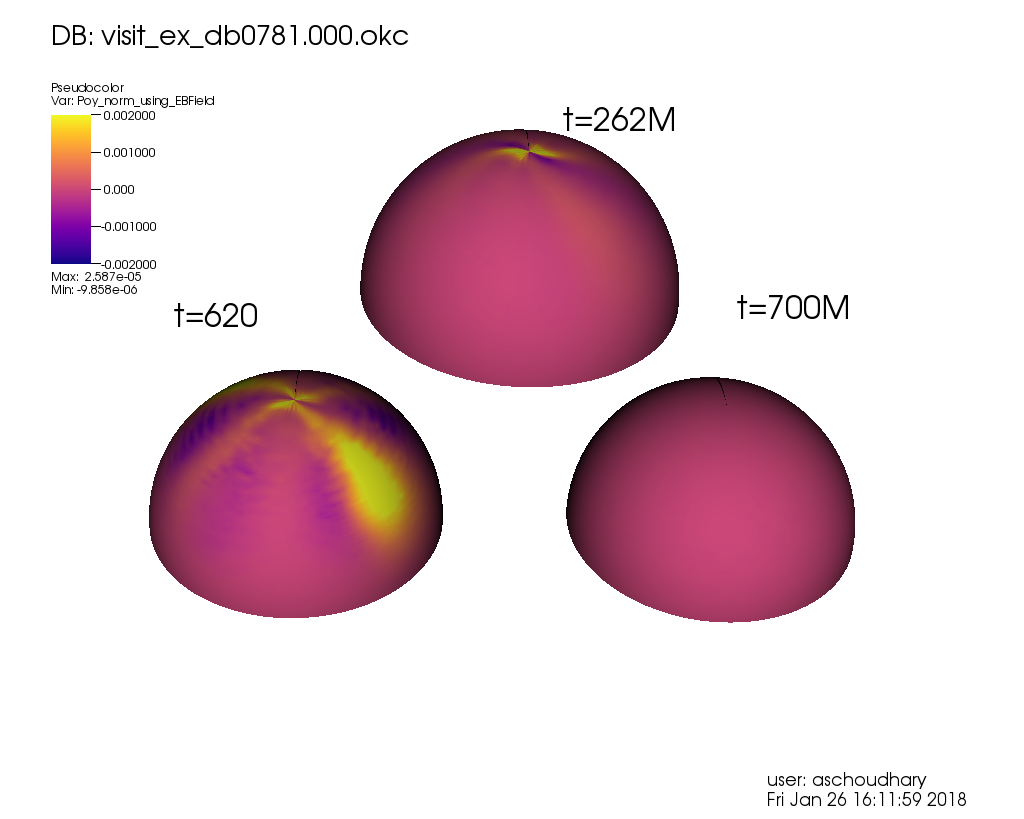 DB: visit_ex_db0781.000.okc
Pseudocolor
Var: Poy_norm_using_EBField
0.002000
0.001000
0.000
-0.001000
-0.002000
Max: 2.587e-05
Min: -9.858e-06
t=262M
t=620
t=700M
user: aschoudhary
Fri Jan 26 16:11:59 2018